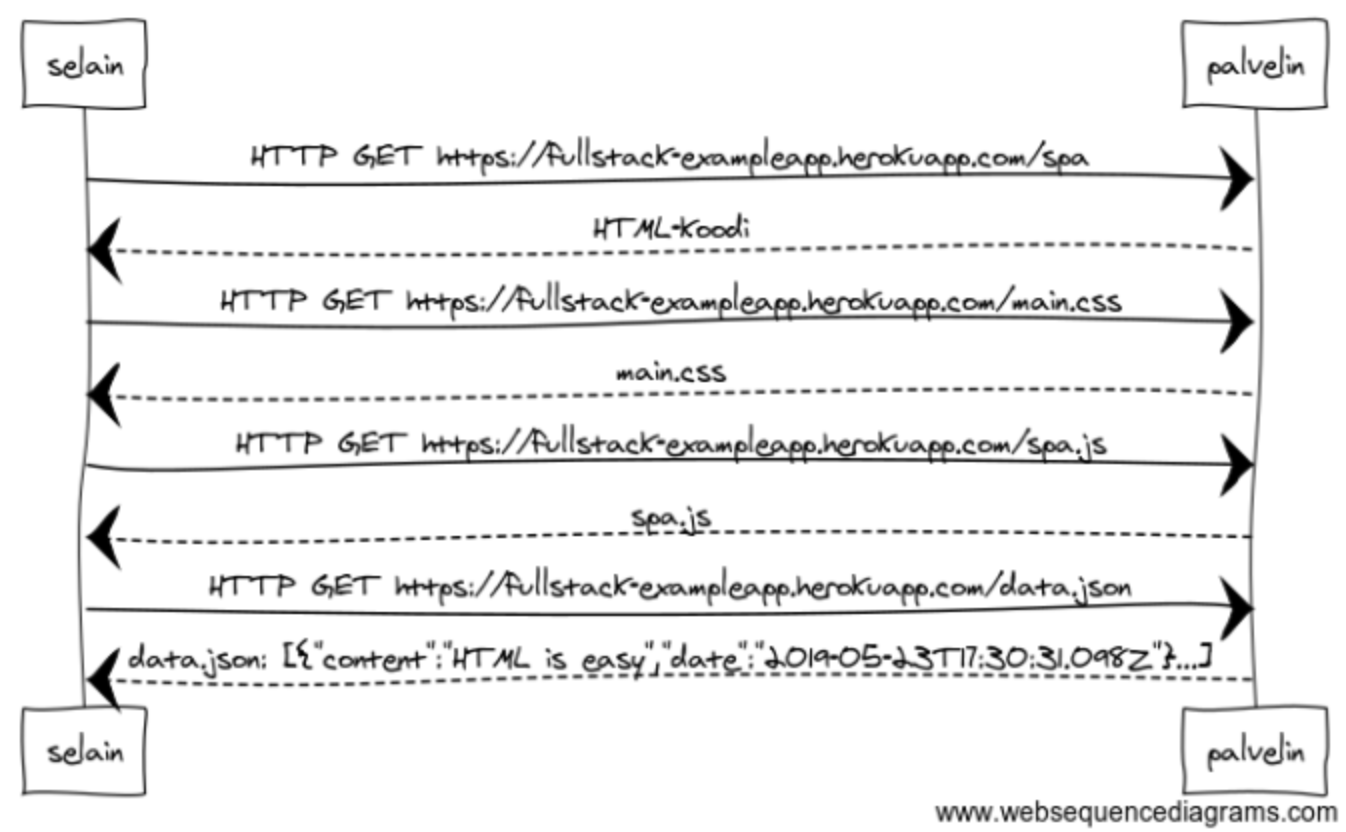 selain
palvelin
HTTP GET https://fullstack-exampleapp.herokuapp.com/spa
HTML-koodi
HTTP GET https://fullstack-exampleapp.herokuapp.com/main.css
main.css
HTTP GET https://fullstack-exampleapp.herokuapp.com/spa.js
spa.js
HTTP GET https://fullstack-exampleapp.herokuapp.com/data.json
data.json: [{"content":"HTML is easy","date":"2019-05-23T17:30:31.098Z"}...]
selain
palvelin
www.websequencediagrams.com